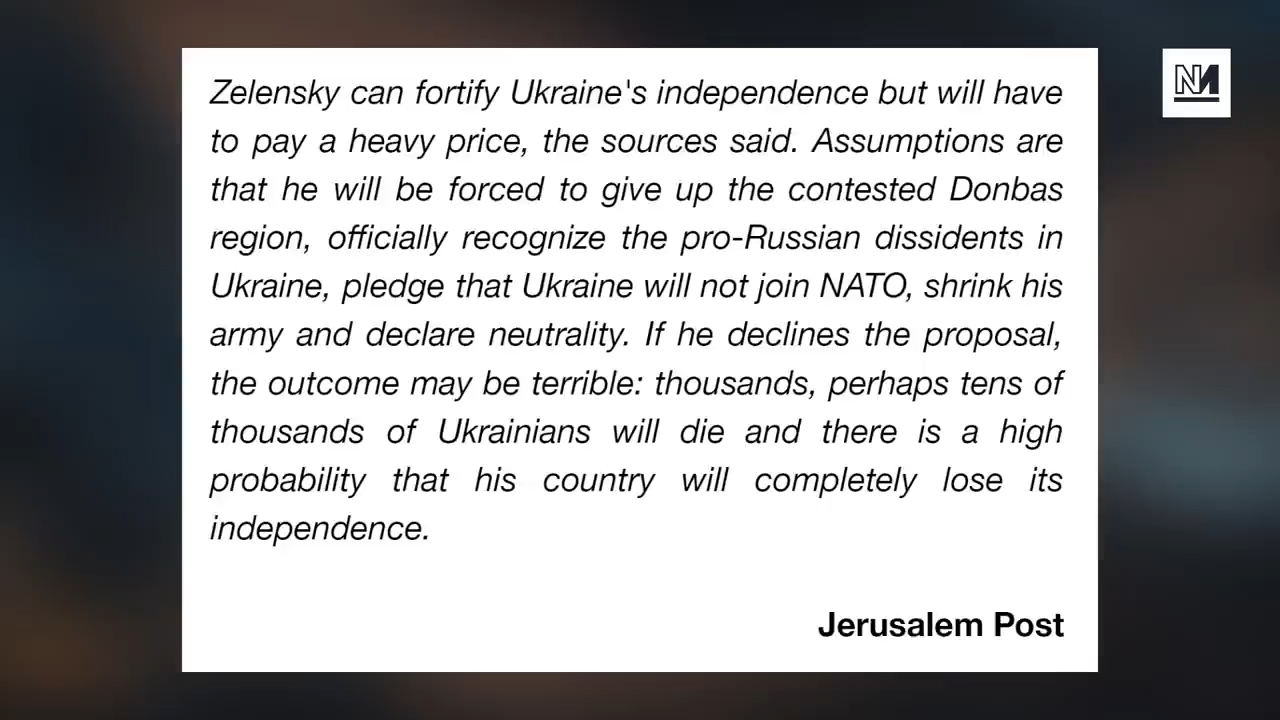 Zelensky can fortify Ukraine's independence but will have
to pay a heavy price, the sources said. Assumptions are
that he will be forced to give up the contested Donbas
region, officially recognize the pro-Russian dissidents in
Ukraine, pledge that Ukraine will not join NATO, shrink his
army and declare neutrality. If he declines the proposal,
the outcome may be terrible: thousands, perhaps tens of
thousands of Ukrainians will die and there is a high
probability that his country will completely lose its
independence.
Jerusalem Post
NM